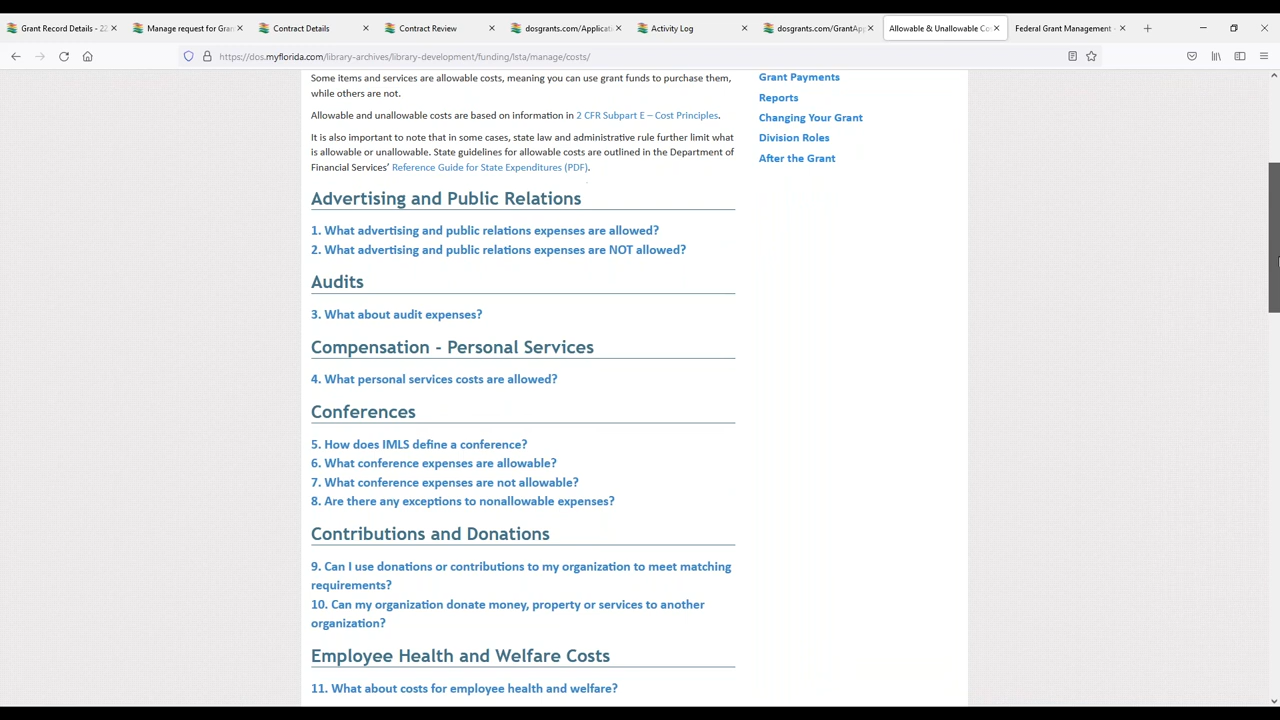 Grant Record Details - 22
Manage request for Gran
Contract Details
Contract Review
dosgrants.com/Applicati
Activity Log
dosgrants.com/GrantApp
Allowable & Unallowable Co
Federal Grant Management -
https://dos.myflorida.com/library-archives/library-development/funding/lsta/manage/costs/
Some items and services are allowable costs, meaning you can use grant funds to purchase them,
while others are not.
Allowable and unallowable costs are based on information in 2 CFR Subpart E – Cost Principles.
It is also important to note that in some cases, state law and administrative rule further limit what
is allowable or unallowable. State guidelines for allowable costs are outlined in the Department of
Financial Services’ Reference Guide for State Expenditures (PDF).
Advertising and Public Relations
1. What advertising and public relations expenses are allowed?
2. What advertising and public relations expenses are NOT allowed?
Audits
3. What about audit expenses?
Compensation - Personal Services
4. What personal services costs are allowed?
Conferences
5. How does IMLS define a conference?
6. What conference expenses are allowable?
7. What conference expenses are not allowable?
8. Are there any exceptions to nonallowable expenses?
Contributions and Donations
9. Can I use donations or contributions to my organization to meet matching
requirements?
10. Can my organization donate money, property or services to another
organization?
Employee Health and Welfare Costs
11. What about costs for employee health and welfare?
Grant Payments
Reports
Changing Your Grant
Division Roles
After the Grant